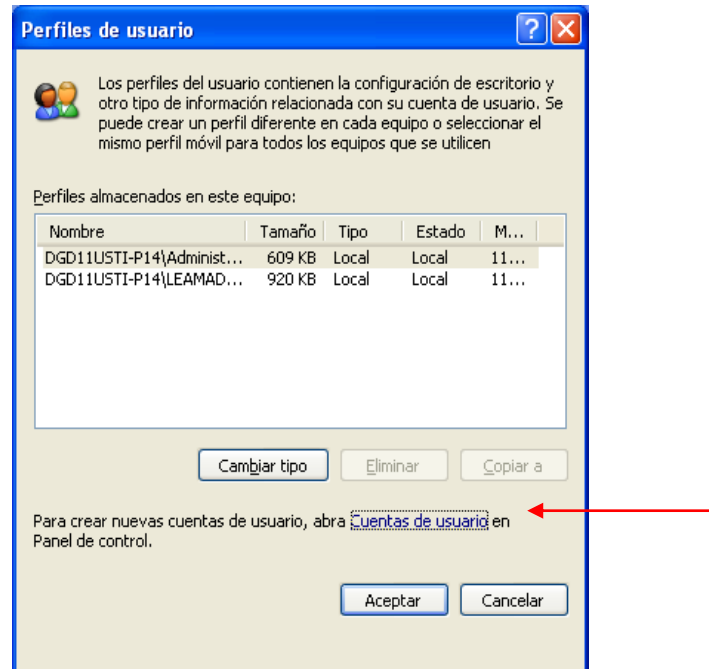 Perfiles de usuario
Los perfiles del usuario contienen la configuración de escritorio y
otro tipo de información relacionada con su cuenta de usuario. Se
puede crear un perfil diferente en cada equipo o seleccionar el
mismo perfil móvil para todos los equipos que se utilicen
Perfiles almacenados en este equipo:
Nombre Tamaño Tipo Estado M...
DGD11USTI-P14\Administ... 609 KB Local Local 11...
DGD11USTI-P14\LEAMAD... 920 KB Local Local 11...
Cambiar tipo Eliminar Copiar a
Para crear nuevas cuentas de usuario, abra Cuentas de usuario en
Panel de control.
Aceptar Cancelar